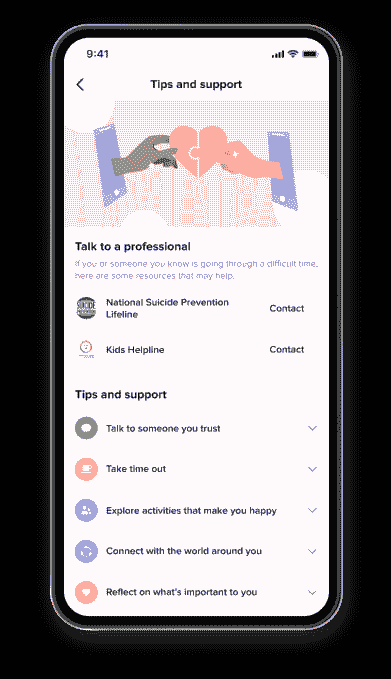 9:41
Tips and support
Talk to a professional
If you or someone you know is going through a difficult time,
here are some resources that may help.
SUICIDE
National Suicide Prevention
Lifeline
Contact
Kids Helpline
Contact
Tips and support
Talk to someone you trust
Take time out
Explore activities that make you happy
Connect with the world around you
Reflect on what's important to you